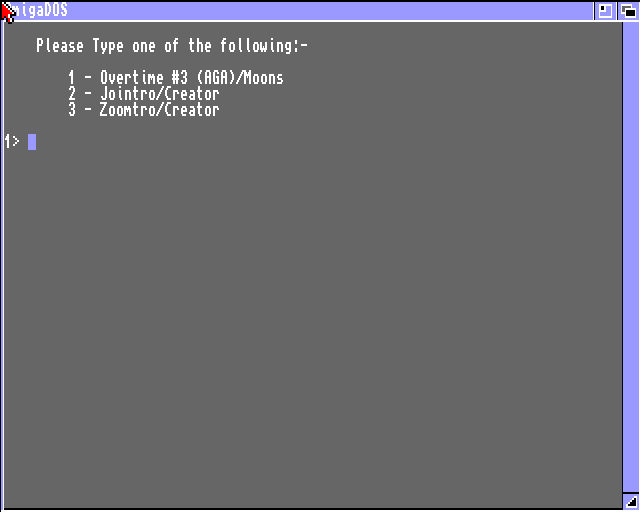 migaDOS
Please Type one of the following:-
1 - Overtime #3 (AGA)/Moons
2 - Jointro/Creator
3 - Zoomtro/Creator
1>